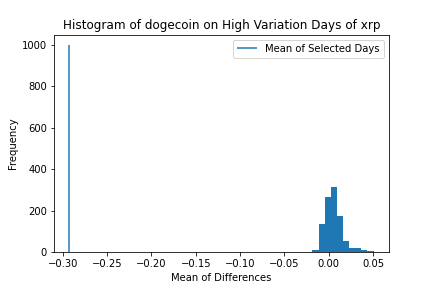 Histogram of dogecoin on High Variation Days of xrp
Mean of Selected Days
1000
800
600
400
200
0
Frequency
−0.30 −0.25 −0.20 −0.15 −0.10 −0.05 0.00 0.05
Mean of Differences